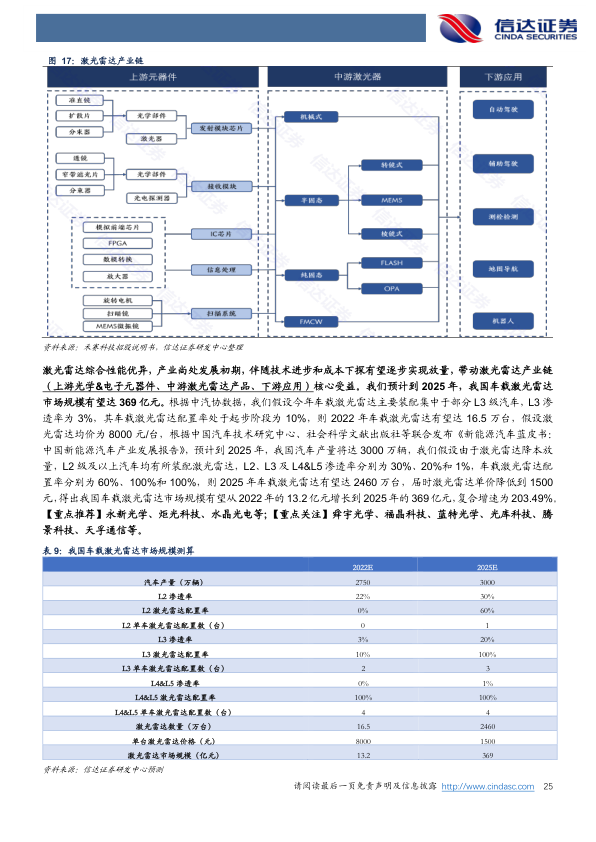 信达证券
CINDA SECURITIES
图 17：激光雷达产业链
上游元器件
中游激光器
下游应用
准直镜
扩散片
分束器
光学部件
激光器
发射模块芯片
透镜
窄带滤光片
分束器
光学部件
光电探测器
接收模块
模拟前端芯片
FPGA
数模转换
放大器
IC芯片
信息处理
旋转电机
扫描镜
MEMS微振镜
扫描系统
机械式
半固态
纯固态
FMCW
转镜式
MEMS
棱镜式
FLASH
OPA
自动驾驶
辅助驾驶
测绘检测
地图导航
机器人
资料来源：禾赛科技招股说明书，信达证券研发中心整理
激光雷达综合性能优异，产业尚处发展初期，伴随技术进步和成本下探有望逐步实现放量，带动激光雷达产业链
（上游光学&电子元器件、中游激光雷达产品、下游应用）核心受益。我们预计到 2025 年，我国车载激光雷达
市场规模有望达 369 亿元。根据中汽协数据，我们假设今年车载激光雷达主要装配集中于部分 L3 级汽车，L3 渗
透率为 3%，其车载激光雷达配置率处于起步阶段为 10%，则 2022 年车载激光雷达有望达 16.5 万台，假设激
光雷达均价为 8000 元/台，根据中国汽车技术研究中心、社会科学文献出版社等联合发布《新能源汽车蓝皮书：
中国新能源汽车产业发展报告》，预计到 2025 年，我国汽车产量将达 3000 万辆，我们假设由于激光雷达降本放
量，L2 级及以上汽车均有所装配激光雷达，L2、L3 及 L4&L5 渗透率分别为 30%、20%和 1%，车载激光雷达配
置率分别为 60%、100%和 100%，则 2025 年车载激光雷达有望达 2460 万台，届时激光雷达单价降低到 1500
元，得出我国车载激光雷达市场规模有望从 2022 年的 13.2 亿元增长到 2025 年的 369 亿元，复合增速为 203.49%。
【重点推荐】永新光学、炬光科技、水晶光电等；【重点关注】舜宇光学、福晶科技、蓝特光学、光库科技、腾
景科技、天孚通信等。
表 9：我国车载激光雷达市场规模测算
2022E 2025E
汽车产量（万辆） 2750 3000
L2 渗透率 22% 30%
L2 激光雷达配置率 0% 60%
L2 单车激光雷达配置数（台） 0 1
L3 渗透率 3% 20%
L3 激光雷达配置率 10% 100%
L3 单车激光雷达配置数（台） 2 3
L4&L5 渗透率 0% 1%
L4&L5 激光雷达配置率 100% 100%
L4&L5 单车激光雷达配置数（台） 4 4
激光雷达数量（万台） 16.5 2460
单台激光雷达价格（元） 8000 1500
激光雷达市场规模（亿元） 13.2 369
资料来源：信达证券研发中心预测
请阅读最后一页免责声明及信息披露 http://www.cindasc.com 25